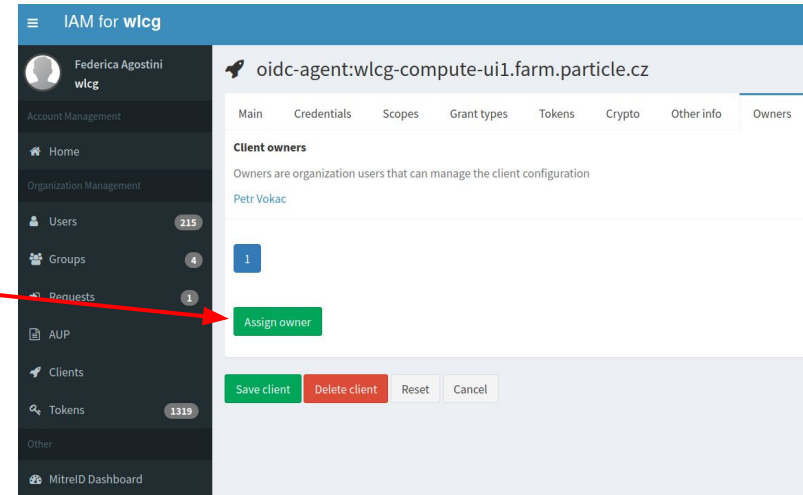 IAM for wlcg
Federica Agostini
wlcg
Account Management
Home
Organization Management
Users 215
Groups 4
Requests 1
AUP
Clients
Tokens 1319
Other
MitreID Dashboard
oidc-agent:wlcg-compute-ui1.farm.particle.cz
Main Credentials Scopes Grant types Tokens Crypto Other info Owners
Client owners
Owners are organization users that can manage the client configuration
Petr Vokac
1
Assign owner
Save client Delete client Reset Cancel